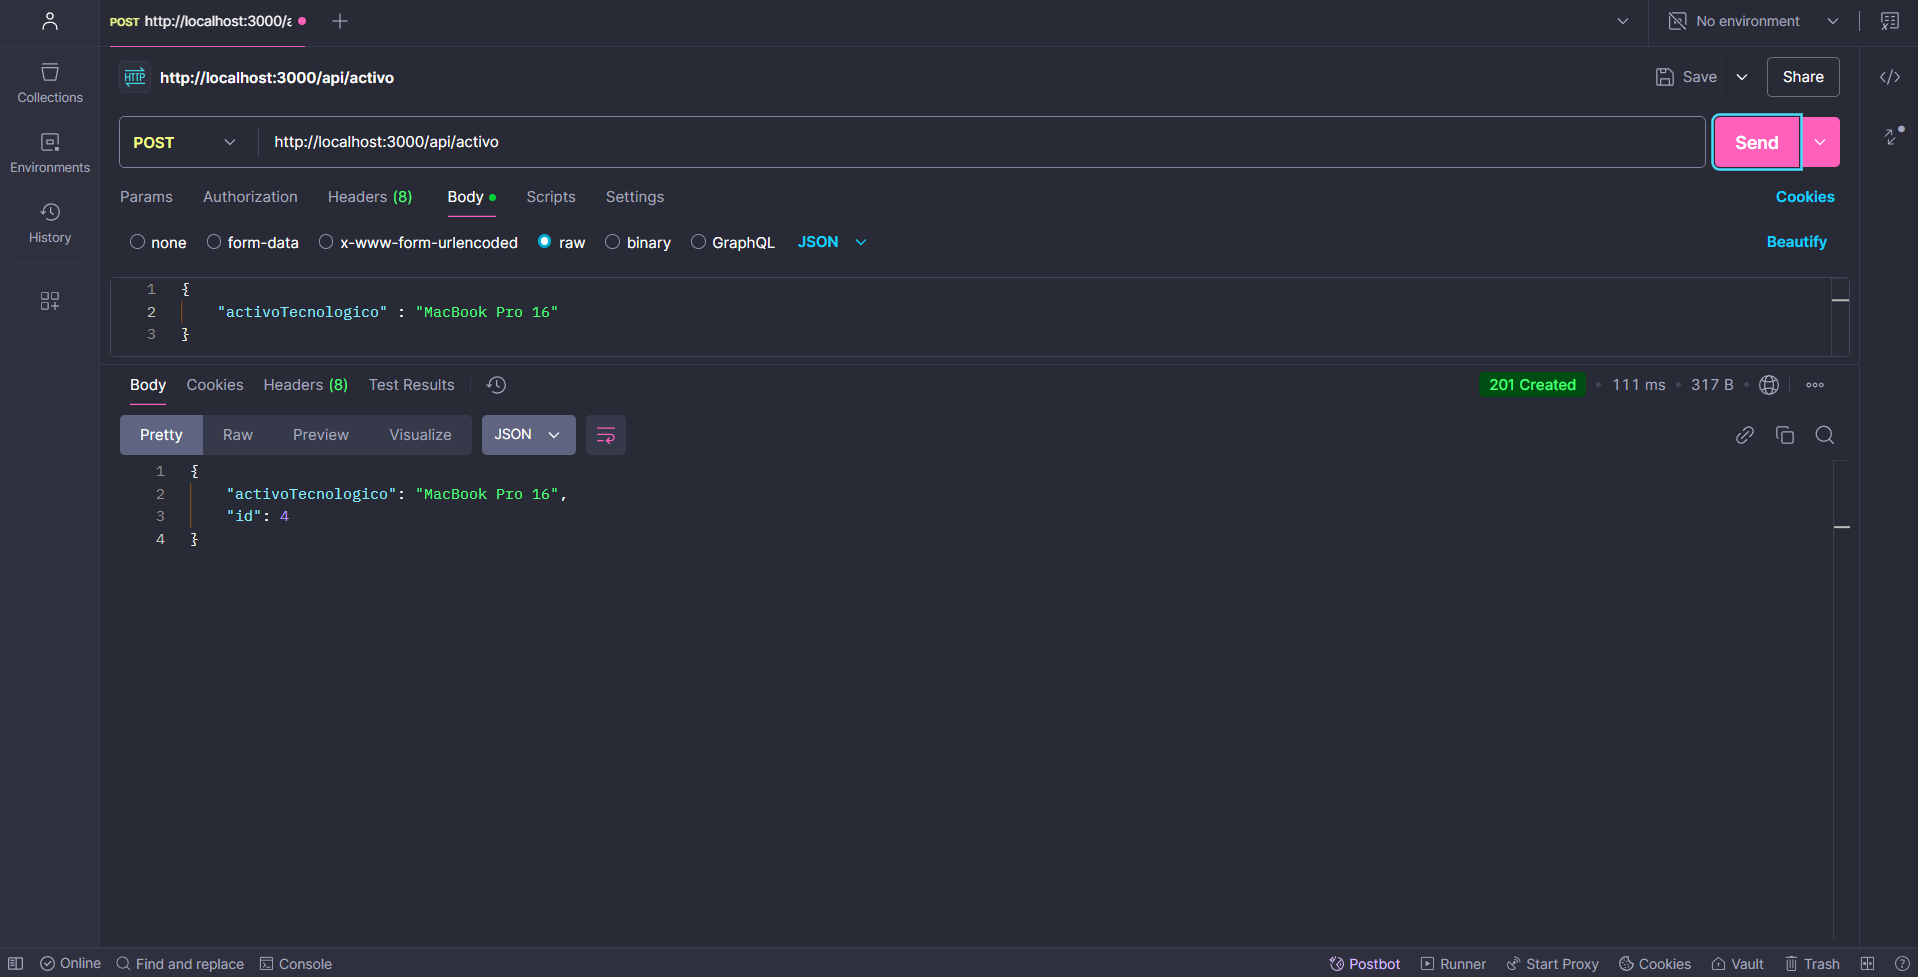 POST http://localhost:3000/a
No environment
Collections
Environments
History
HTTP http://localhost:3000/api/activo
Save
Share
POST http://localhost:3000/api/activo
Send
Params Authorization Headers (8) Body Scripts Settings
Cookies
none form-data x-www-form-urlencoded raw binary GraphQL JSON
Beautify
1 {
2 "activoTecnologico" : "MacBook Pro 16"
3 }
Body Cookies Headers (8) Test Results
201 Created • 111 ms • 317 B •
Pretty Raw Preview Visualize JSON
1 {
2 "activoTecnologico": "MacBook Pro 16",
3 "id": 4
4 }
Online Find and replace Console
Postbot Runner Start Proxy Cookies Vault Trash